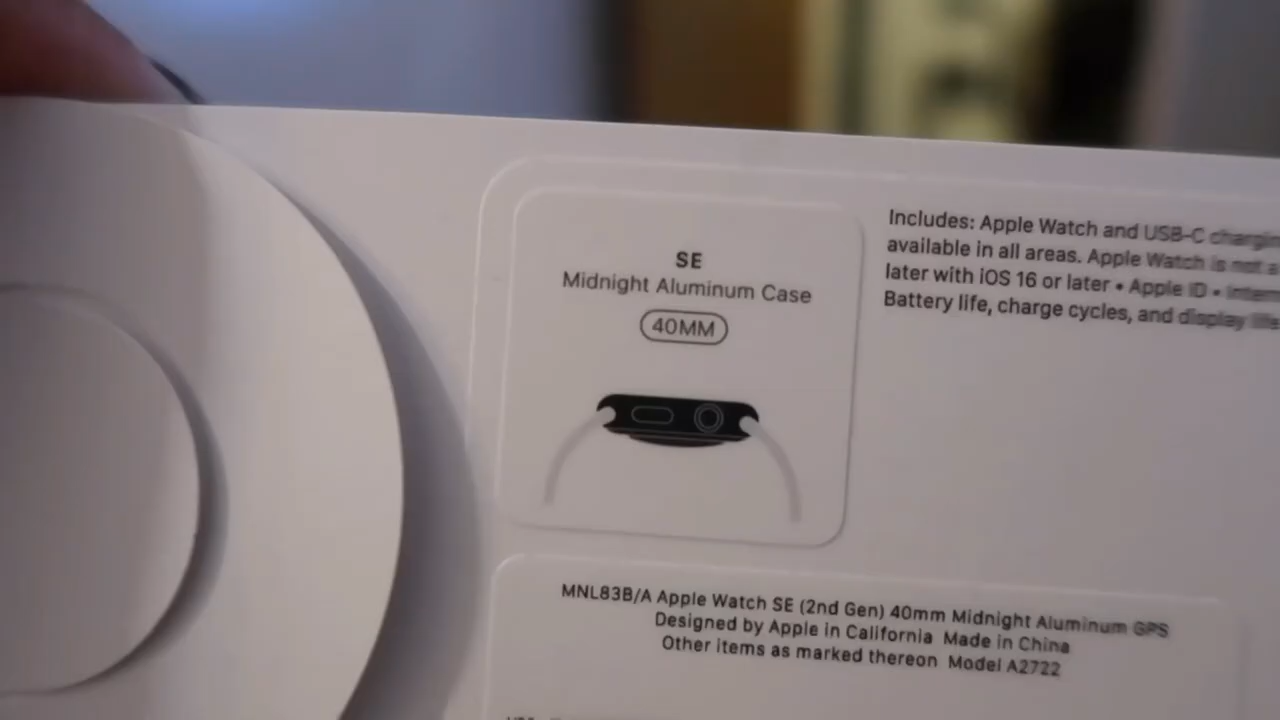 SE
Midnight Aluminum Case
40MM
Includes: Apple Watch and USB-C charging
available in all areas. Apple Watch is not a
later with iOS 16 or later • Apple ID •
Battery life, charge cycles, and display
MNL83B/A Apple Watch SE (2nd Gen) 40mm Midnight Aluminum GPS
Designed by Apple in California Made in China
Other items as marked thereon Model A2722